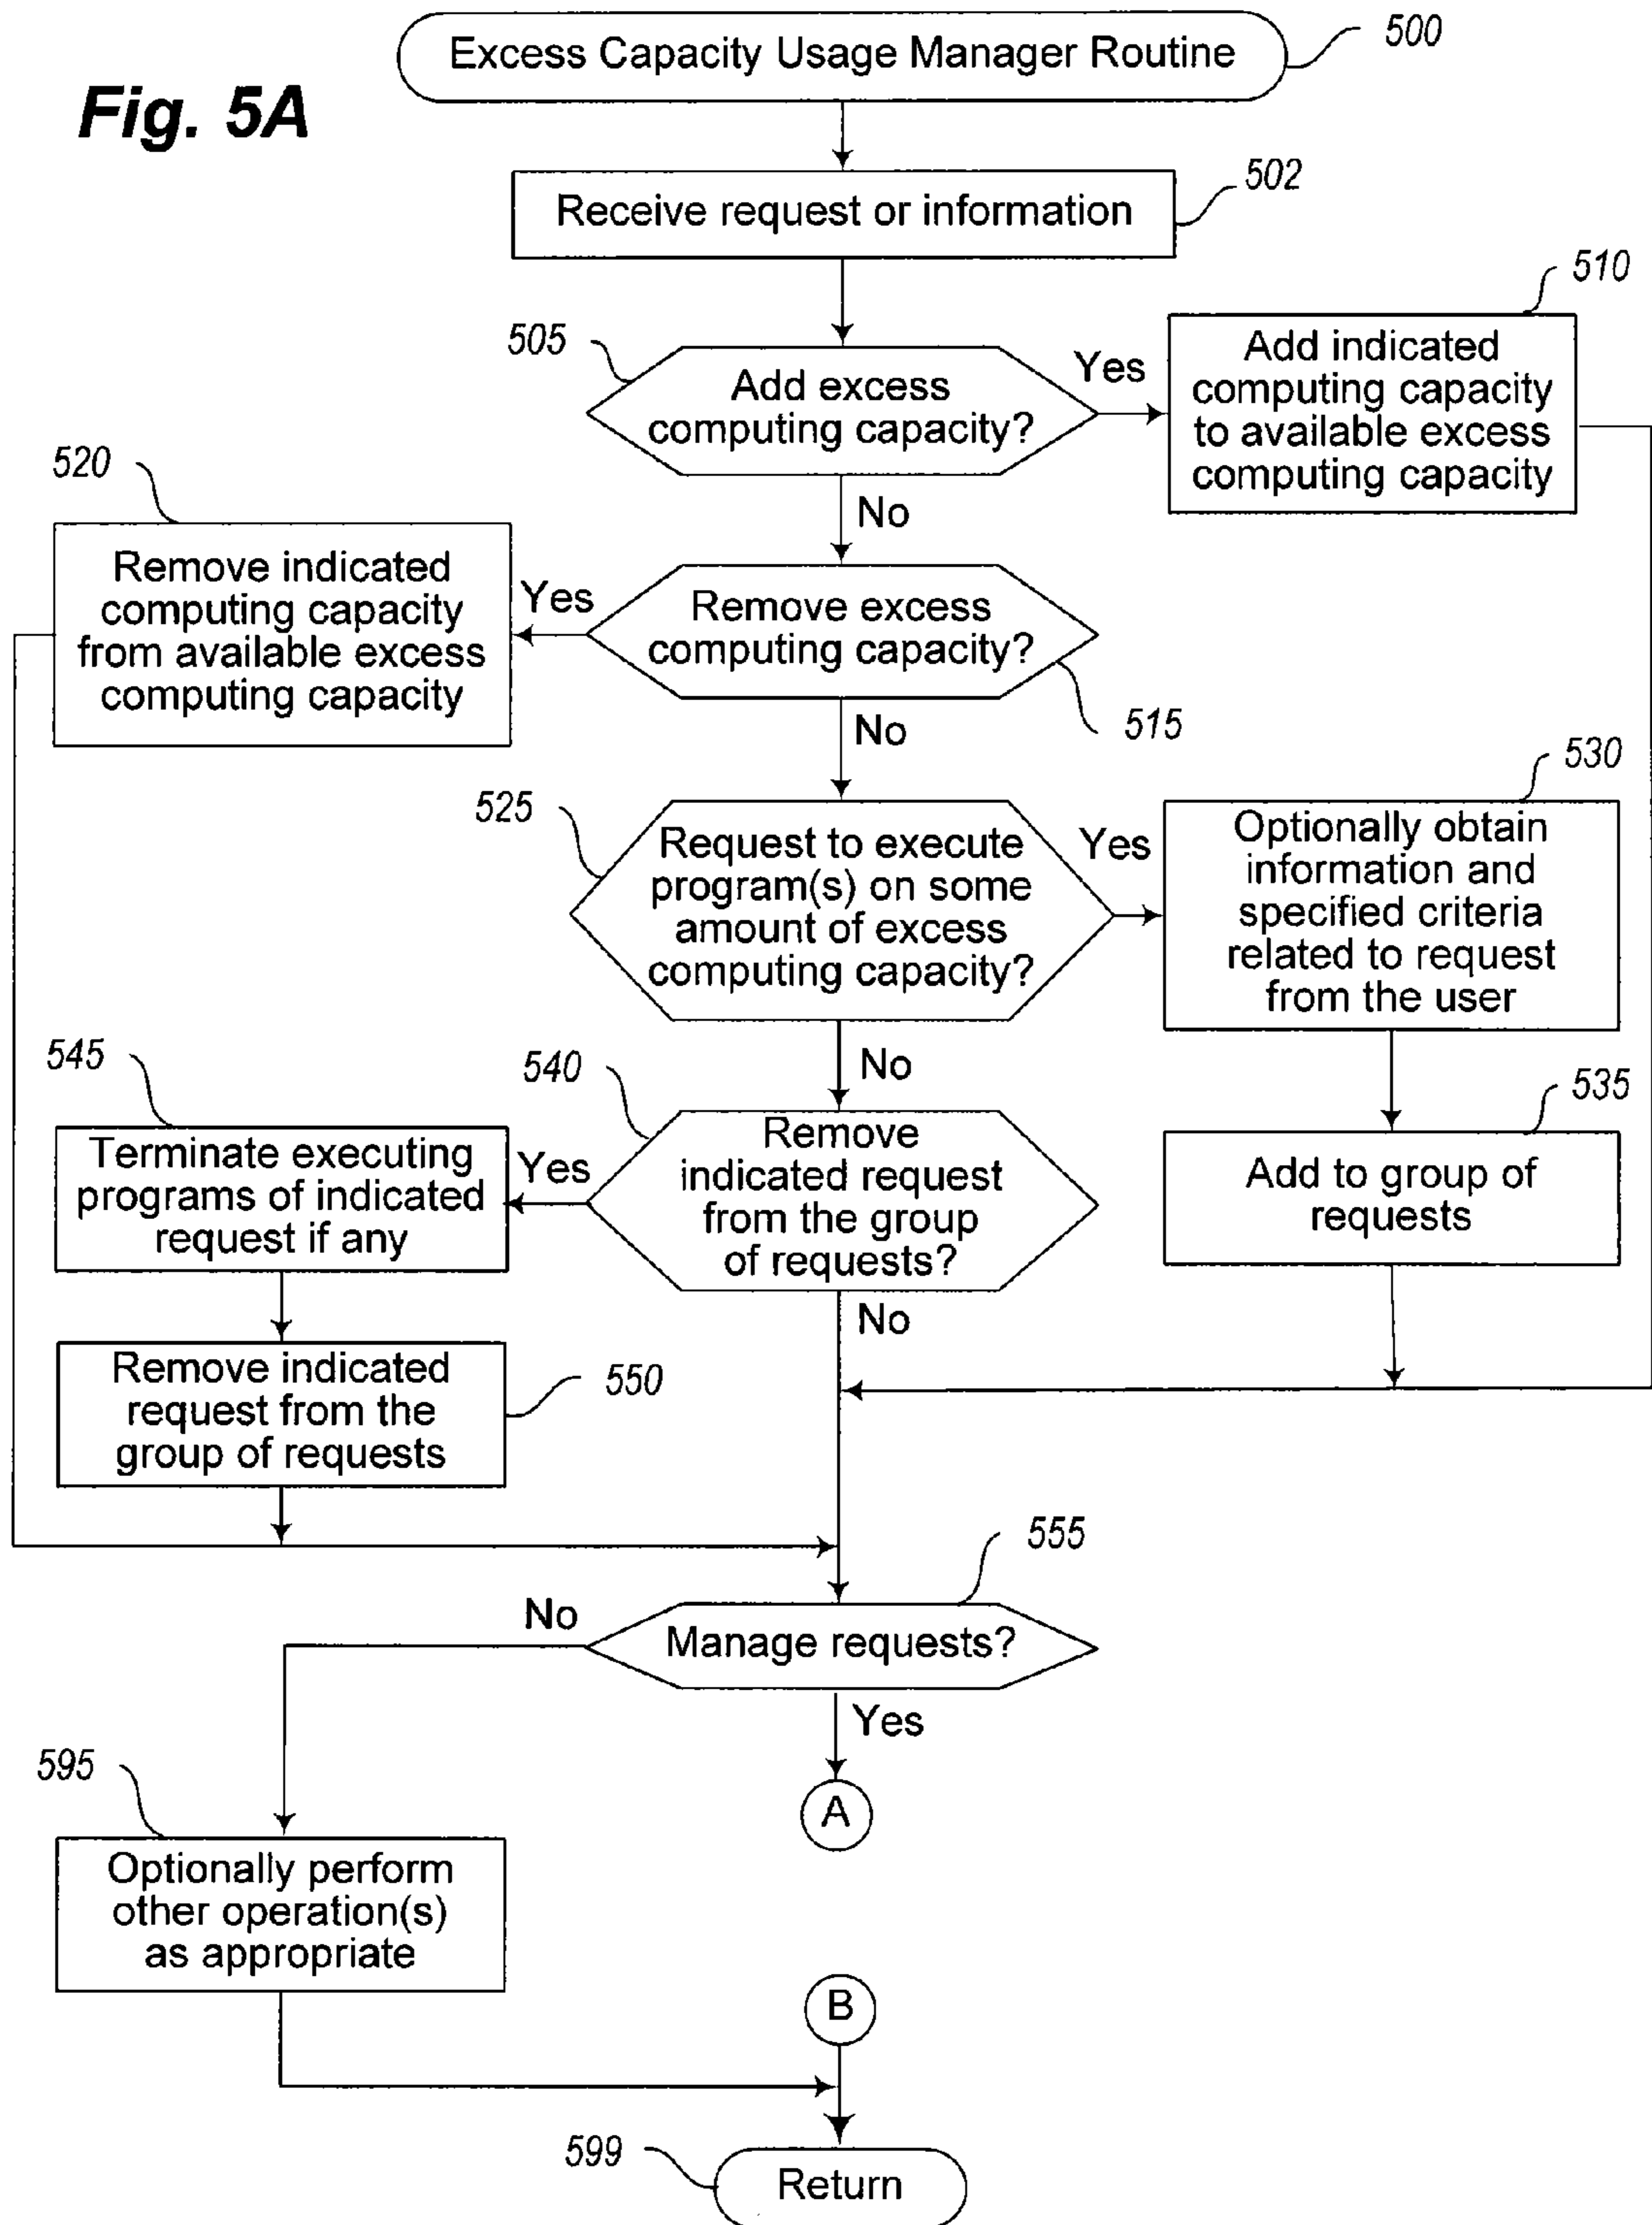 Excess Capacity Usage Manager Routine
500
Fig. 5A
502
Receive request or information
510
505
Add excess
computing capacity?
Yes
Add indicated
computing capacity
to available excess
computing capacity
No
520
Remove indicated
computing capacity
from available excess
computing capacity
Yes
Remove excess
computing capacity?
515
No
530
525
Request to execute
program(s) on some
amount of excess
computing capacity?
Yes
Optionally obtain
information and
specified criteria
related to request
from the user
No
545
540
535
Terminate executing
programs of indicated
request if any
Yes
Remove
indicated request
from the group
of requests?
Add to group of
requests
No
Remove indicated
request from the
group of requests
550
555
No
Manage requests?
Yes
A
595
Optionally perform
other operation(s)
as appropriate
B
599
Return